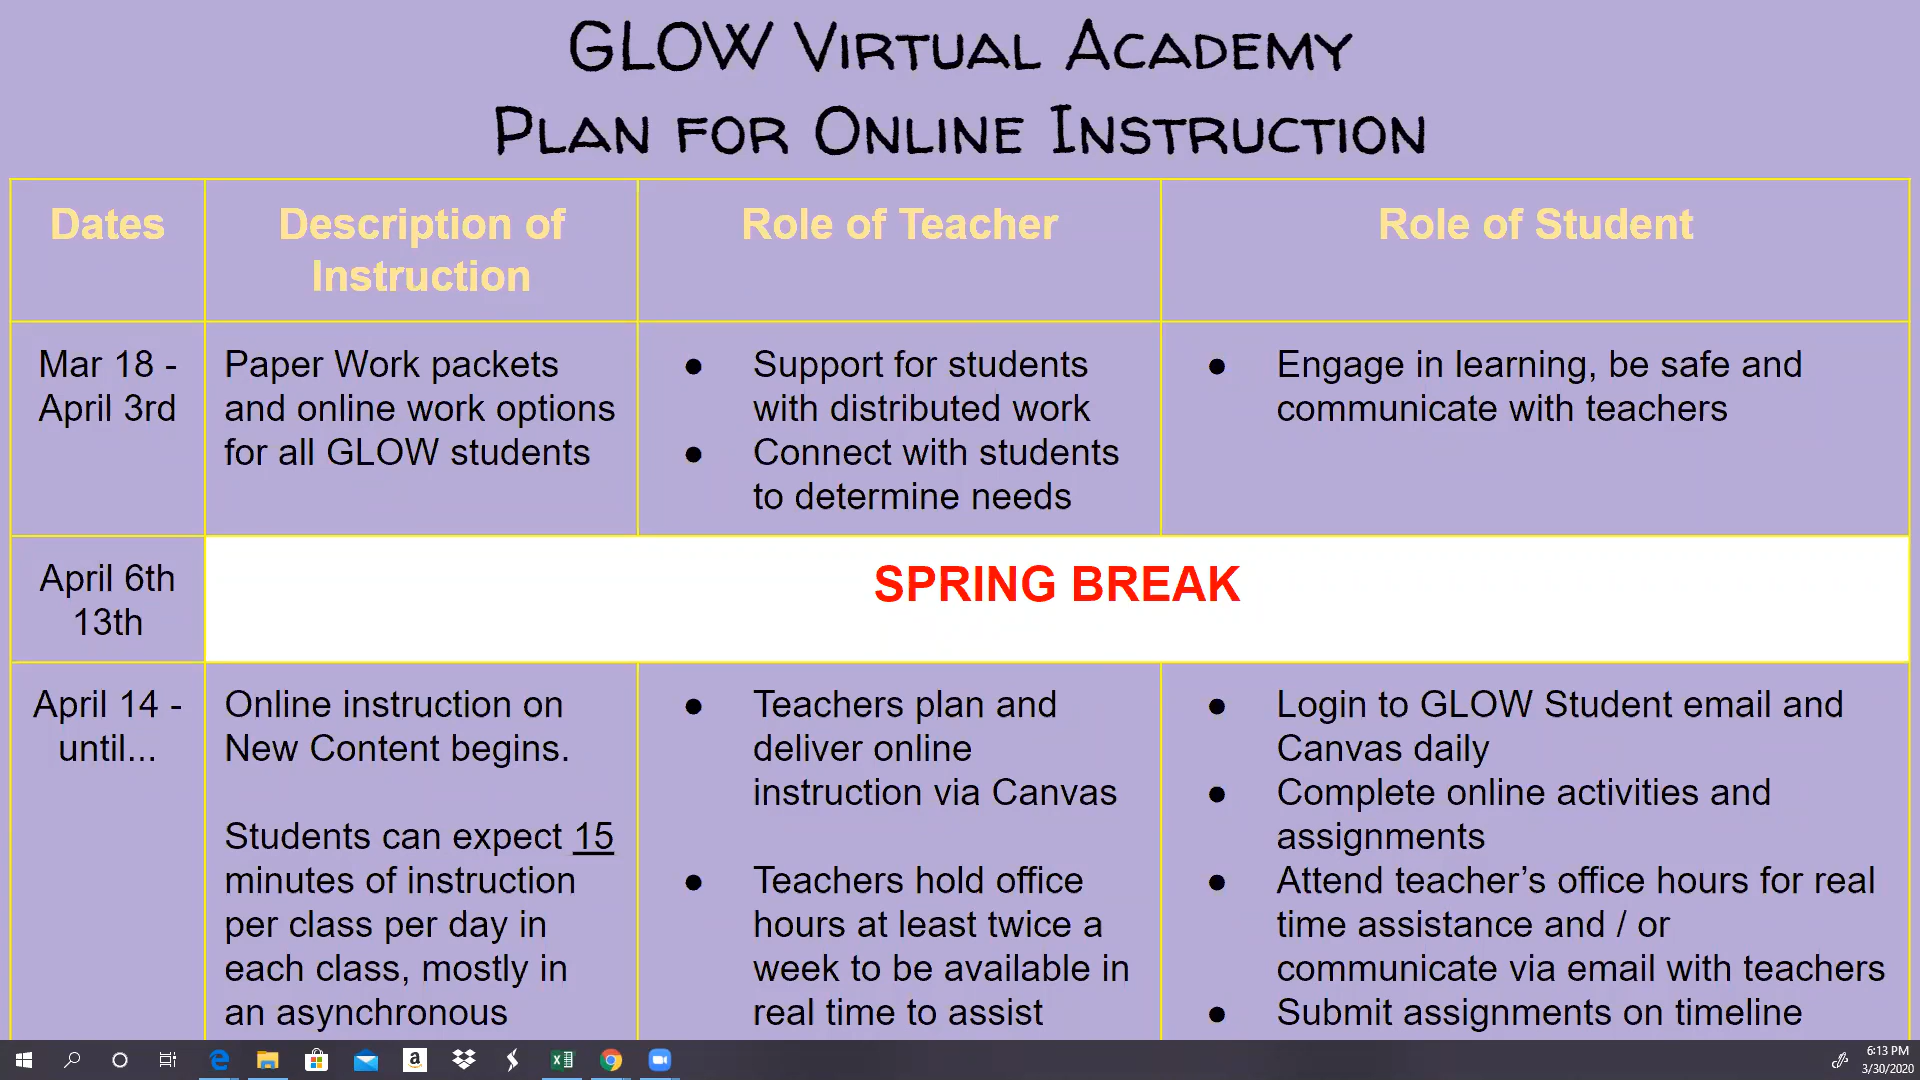 GLOW VIRTUAL ACADEMY
PLAN FOR ONLINE INSTRUCTION
Dates
Description of
Instruction
Role of Teacher
Role of Student
Mar 18 -
April 3rd
Paper Work packets
and online work options
for all GLOW students
● Support for students
with distributed work
● Connect with students
to determine needs
● Engage in learning, be safe and
communicate with teachers
April 6th
13th
SPRING BREAK
April 14 -
until...
Online instruction on
New Content begins.
Students can expect 15
minutes of instruction
per class per day in
each class, mostly in
an asynchronous
● Teachers plan and
deliver online
instruction via Canvas
● Teachers hold office
hours at least twice a
week to be available in
real time to assist
● Login to GLOW Student email and
Canvas daily
● Complete online activities and
assignments
● Attend teacher’s office hours for real
time assistance and / or
communicate via email with teachers
● Submit assignments on timeline
6:13 PM
3/30/2020